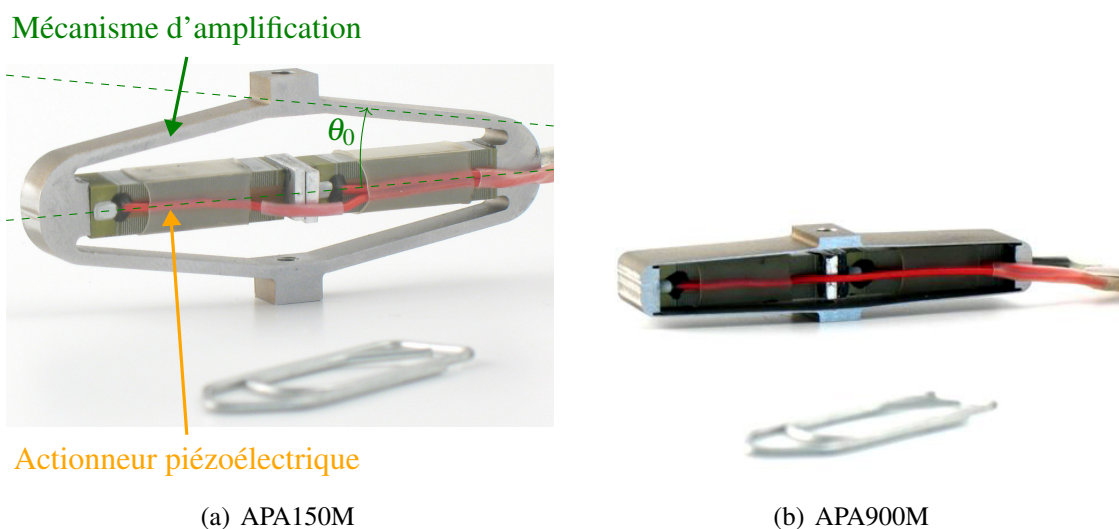 Mécanisme d'amplification
θ₀
Actionneur piézoélectrique
(a) APA150M
(b) APA900M